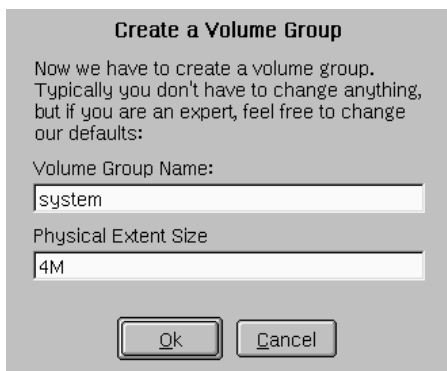 Create a Volume Group
Now we have to create a volume group.
Typically you don't have to change anything,
but if you are an expert, feel free to change
our defaults:
Volume Group Name:
system
Physical Extent Size
4M
Ok
Cancel